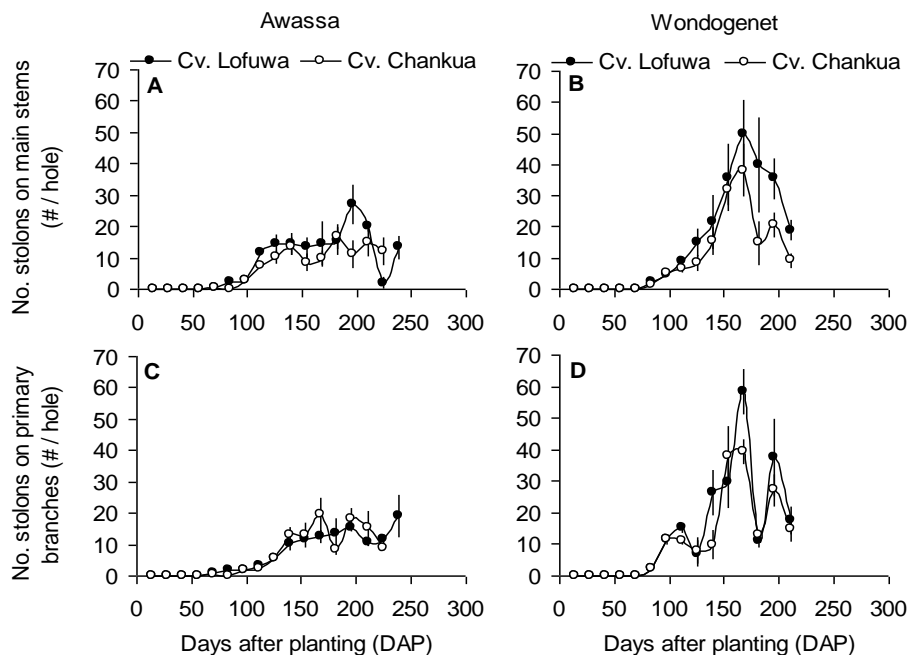 Awassa
Wondogenet
Cv. Lofuwa Cv. Chankua
Cv. Lofuwa Cv. Chankua
No. stolons on main stems
(# / hole)
A
70
60
50
40
30
20
10
0
0 50 100 150 200 250 300
B
70
60
50
40
30
20
10
0
0 50 100 150 200 250 300
No. stolons on primary
branches (# / hole)
C
70
60
50
40
30
20
10
0
0 50 100 150 200 250 300
Days after planting (DAP)
D
70
60
50
40
30
20
10
0
0 50 100 150 200 250 300
Days after planting (DAP)